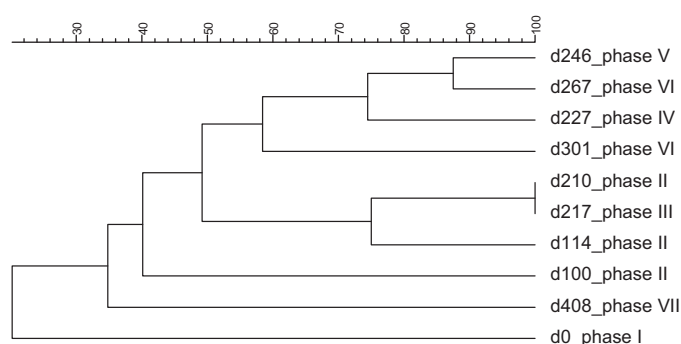 30 40 50 60 70 80 90 100
d246_phase V
d267_phase VI
d227_phase IV
d301_phase VI
d210_phase II
d217_phase III
d114_phase II
d100_phase II
d408_phase VII
d0_phase I